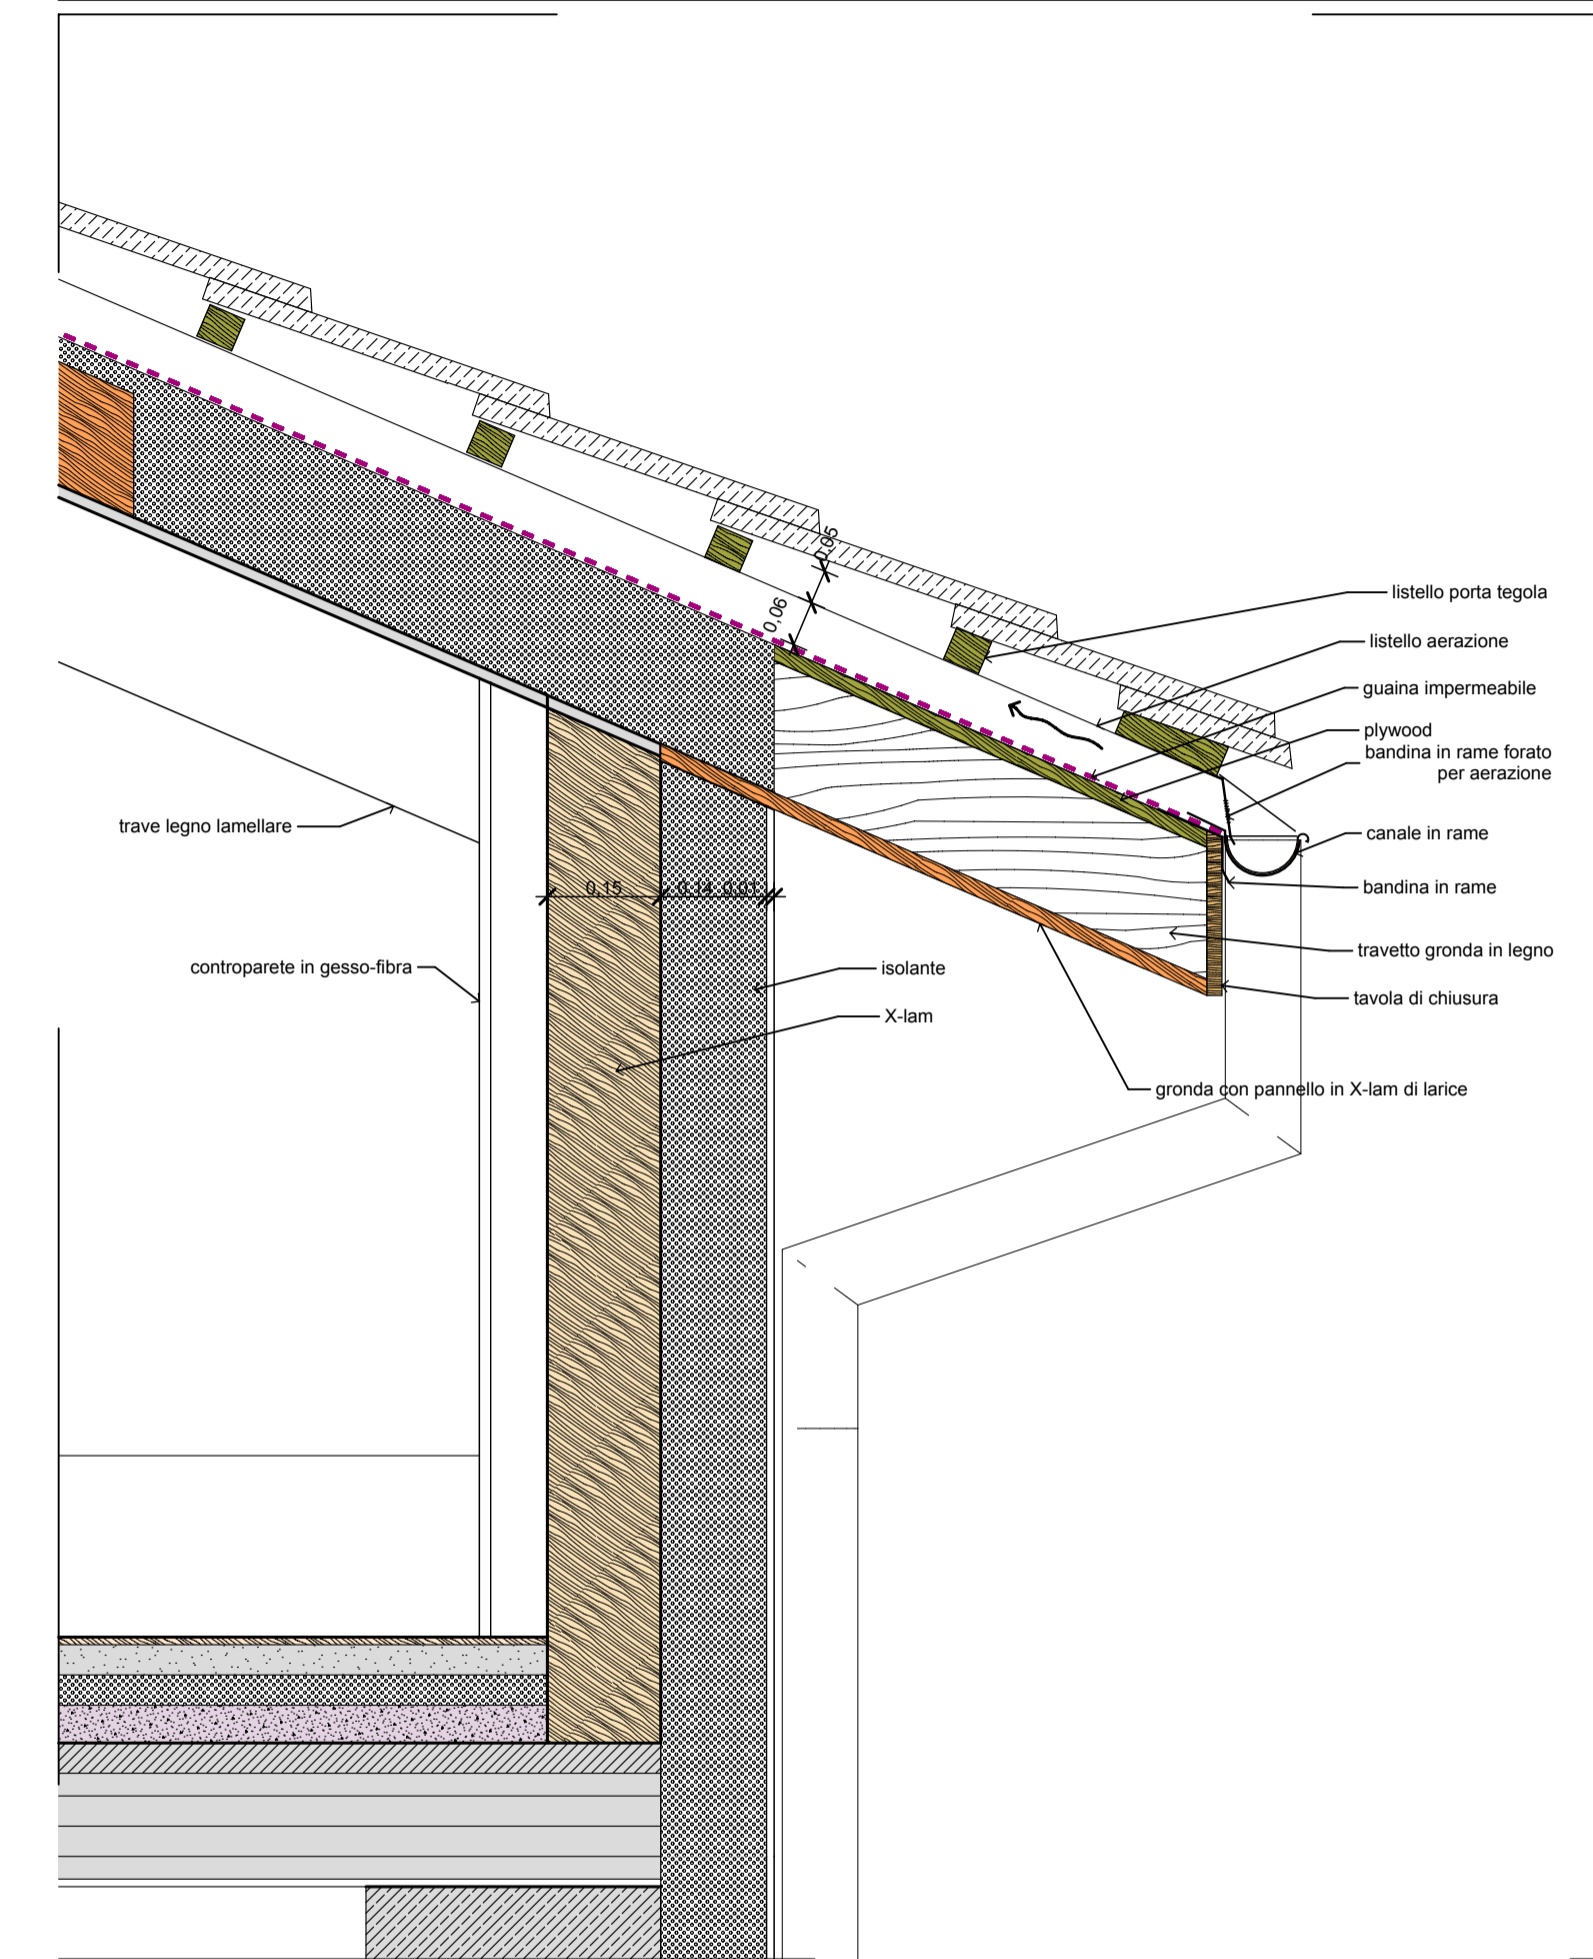 0,05
0,06
listello porta tegola
listello aerazione
guaina impermeabile
plywood
bandina in rame forato
per aerazione
canale in rame
bandina in rame
travetto gronda in legno
tavola di chiusura
gronda con pannello in X-lam di larice
trave legno lamellare
0,15
0,14
0,01
controparete in gesso-fibra
isolante
X-lam